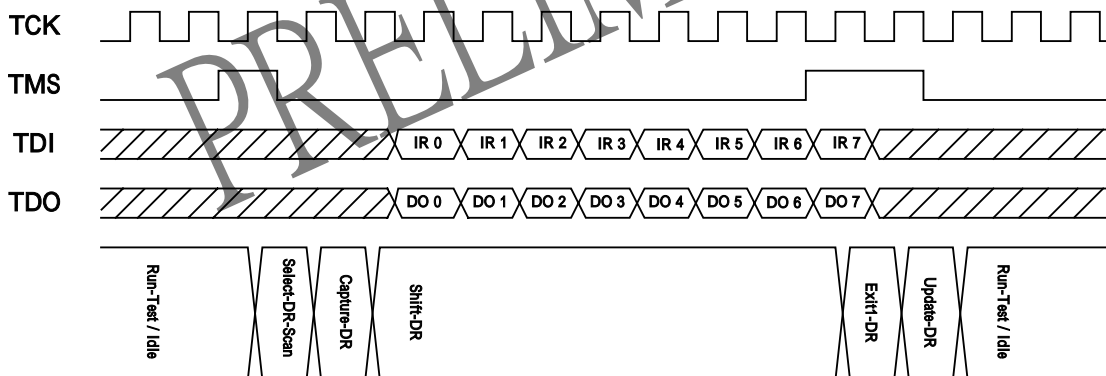 TCK
TMS
TDI
IR 0 IR 1 IR 2 IR 3 IR 4 IR 5 IR 6 IR 7
TDO
DO 0 DO 1 DO 2 DO 3 DO 4 DO 5 DO 6 DO 7
Run-Test / Idle
Select-DR-Scan
Capture-DR
Shift-DR
Exit1-DR
Update-DR
Run-Test / Idle
PRELIM